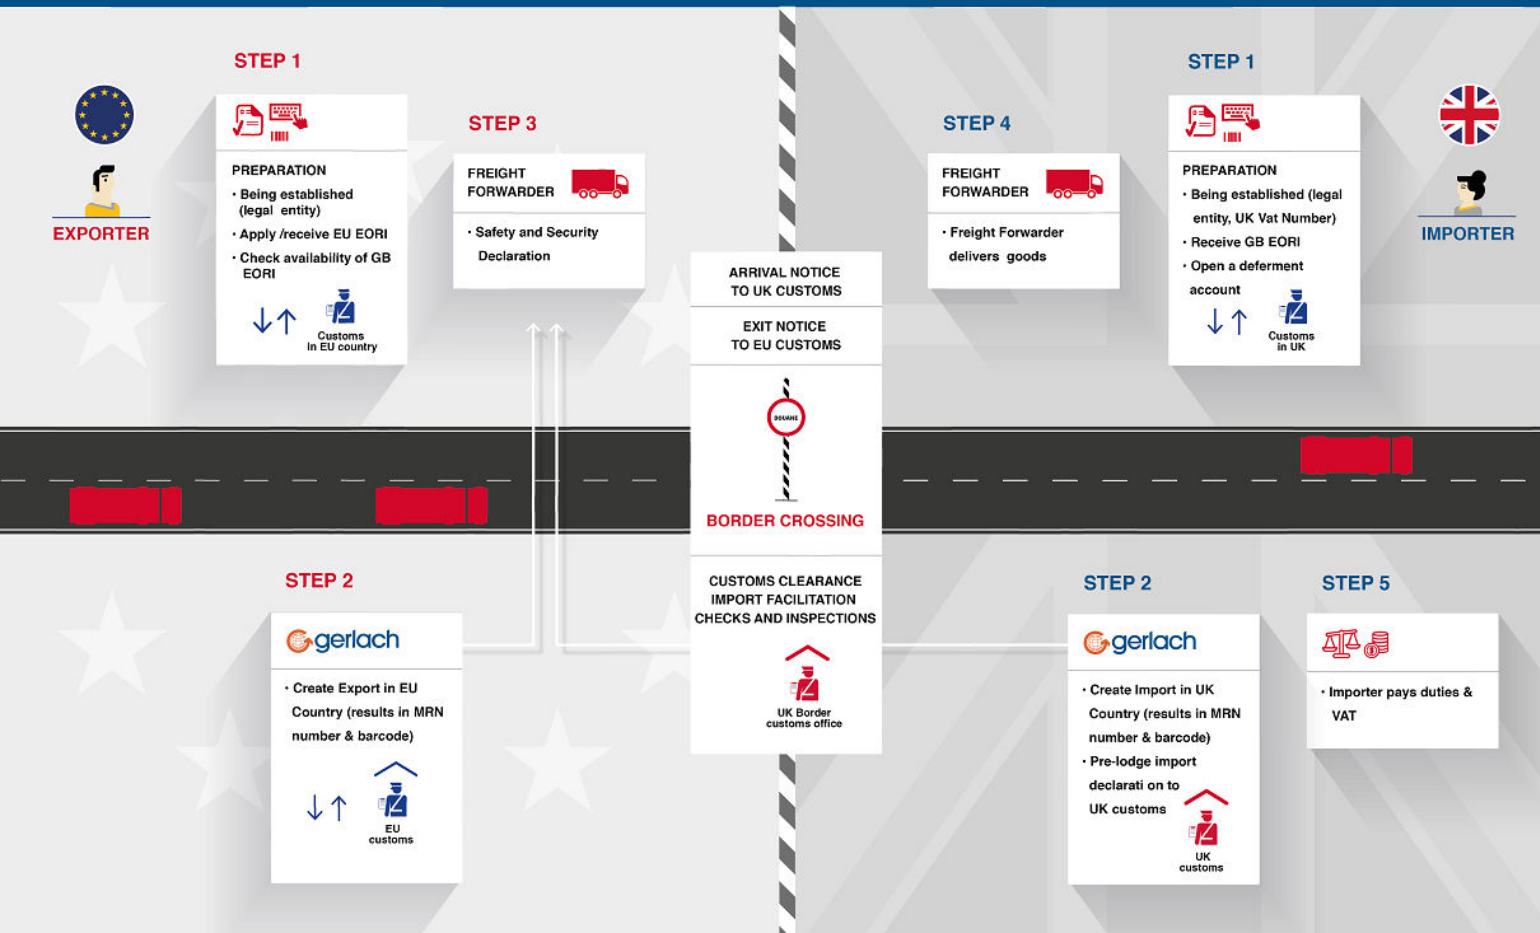 STEP 1
EXPORTER
PREPARATION
· Being established
(legal entity)
· Apply /receive EU EORI
· Check availability of GB
EORI
Customs
In EU country
STEP 3
FREIGHT
FORWARDER
· Safety and Security
Declaration
STEP 2
gerlach
· Create Export in EU
Country (results in MRN
number & barcode)
EU
customs
ARRIVAL NOTICE
TO UK CUSTOMS
EXIT NOTICE
TO EU CUSTOMS
DOUANE
BORDER CROSSING
CUSTOMS CLEARANCE
IMPORT FACILITATION
CHECKS AND INSPECTIONS
UK Border
customs office
STEP 4
FREIGHT
FORWARDER
· Freight Forwarder
delivers goods
STEP 1
PREPARATION
· Being established (legal
entity, UK Vat Number)
· Receive GB EORI
· Open a deferment
account
Customs
in UK
IMPORTER
STEP 2
gerlach
· Create Import in UK
Country (results in MRN
number & barcode)
· Pre-lodge import
declarati on to
UK customs
UK
customs
STEP 5
· Importer pays duties &
VAT